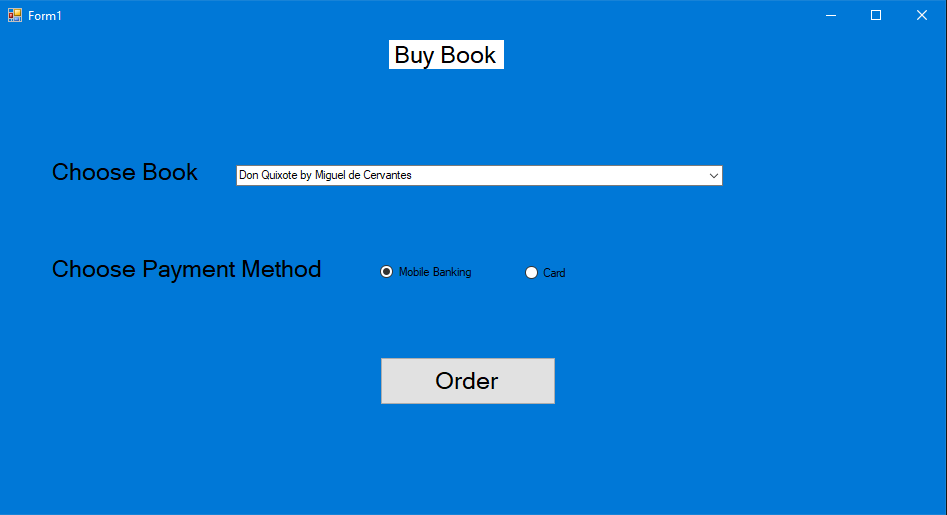 Form1
Buy Book
Choose Book
Don Quixote by Miguel de Cervantes
Choose Payment Method
Mobile Banking
Card
Order